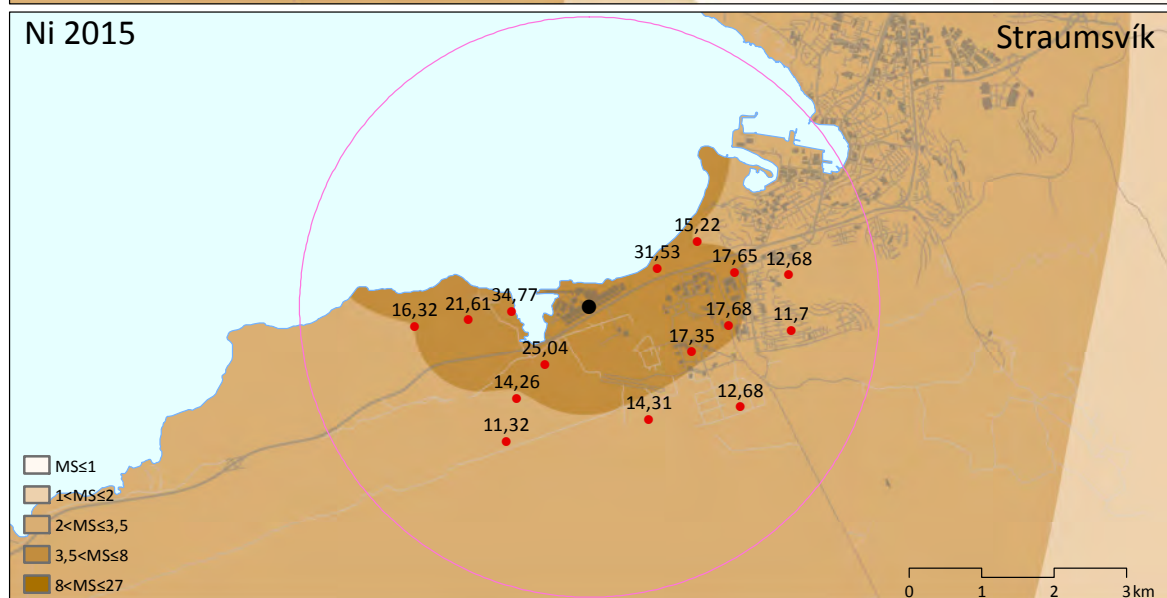 Ni 2015
Straumsvík
15,22
31,53
17,65
12,68
34,77
21,61
16,32
17,68
11,7
17,35
25,04
14,26
12,68
14,31
11,32
MS≤1
1<MS≤2
2<MS≤3,5
3,5<MS≤8
8<MS≤27
0 1 2 3 km